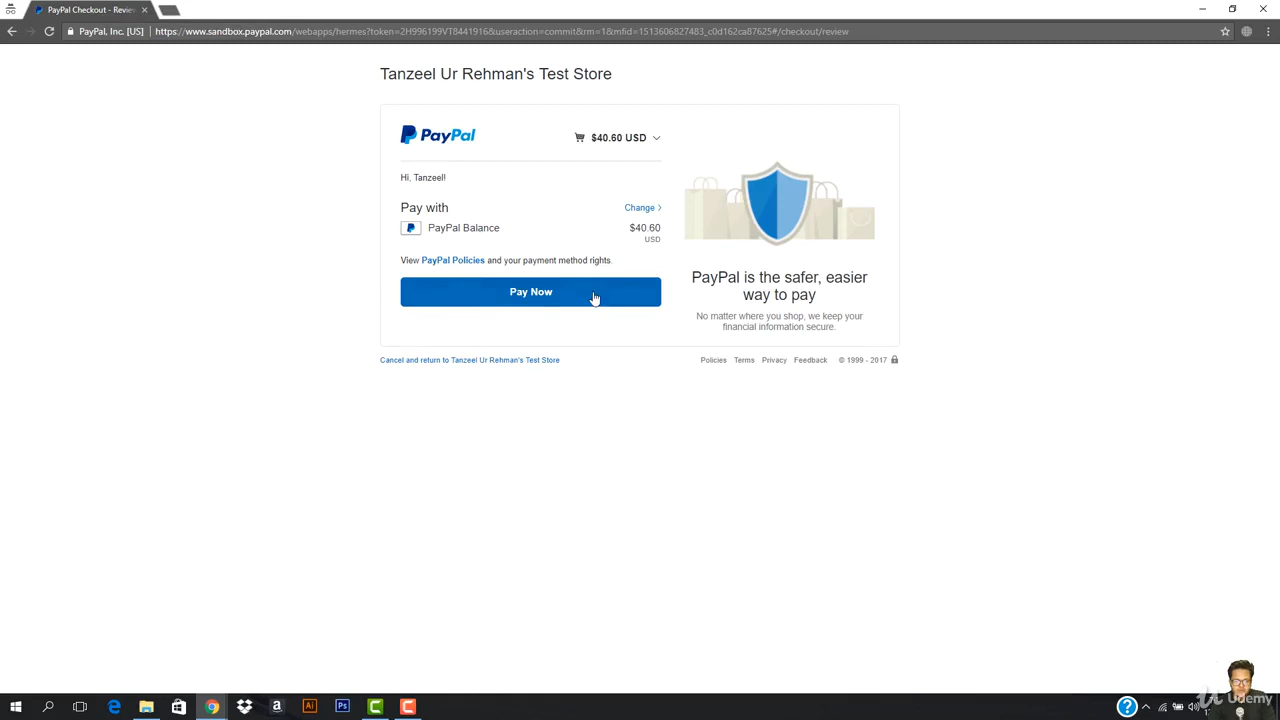 PayPal Checkout - Revie
PayPal, Inc. [US]
https://www.sandbox.paypal.com/webapps/hermes?token=2H996199VT8441916&useraction=commit&rm=1&mfid=1513606827483_c0d162ca87625#/checkout/review
Tanzeel Ur Rehman's Test Store
PayPal
$40.60 USD
Hi, Tanzeel!
Pay with
Change
PayPal Balance
$40.60
USD
View PayPal Policies and your payment method rights.
Pay Now
PayPal is the safer, easier
way to pay
No matter where you shop, we keep your
financial information secure.
Cancel and return to Tanzeel Ur Rehman's Test Store
Policies Terms Privacy Feedback © 1999 - 2017
Ai
Ps
Udemy